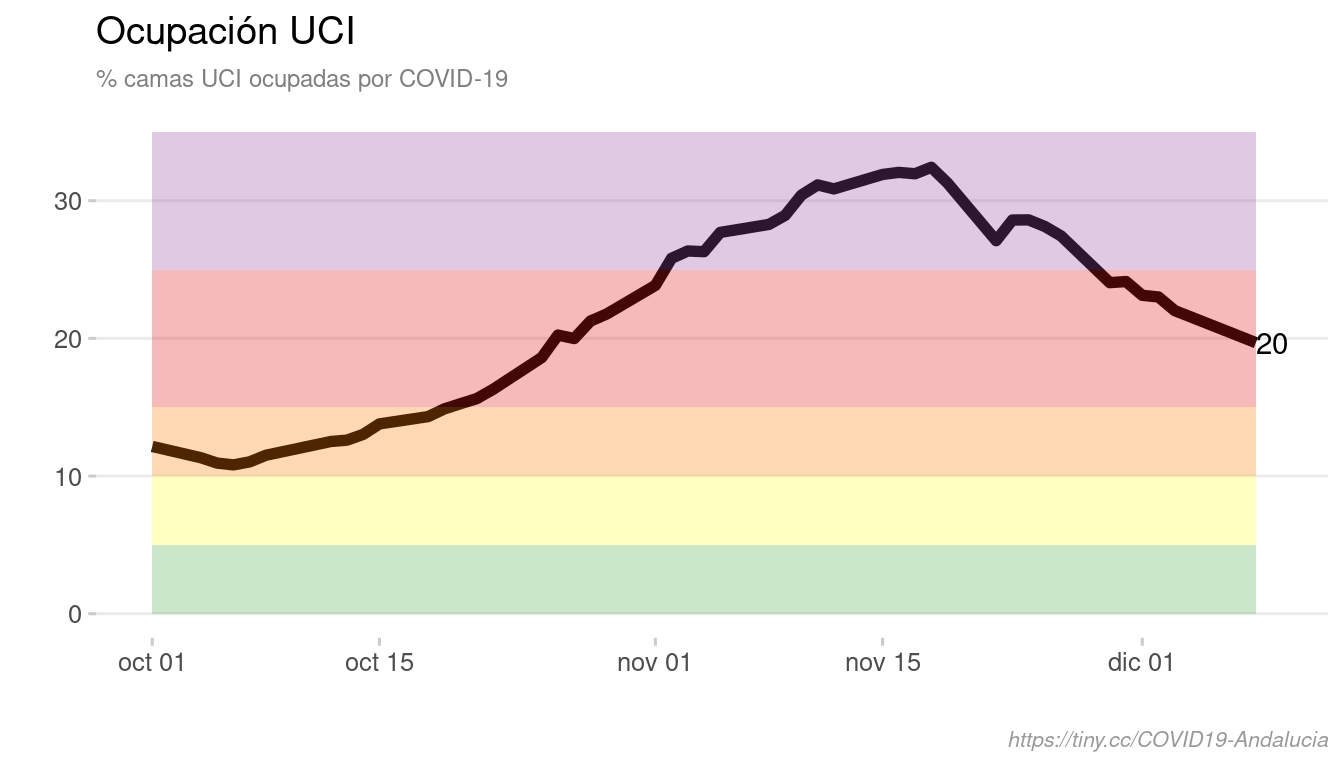 Ocupación UCI
% camas UCI ocupadas por COVID-19
30
20
20
10
0
oct 01 oct 15 nov 01 nov 15 dic 01
https://tiny.cc/COVID19-Andalucia